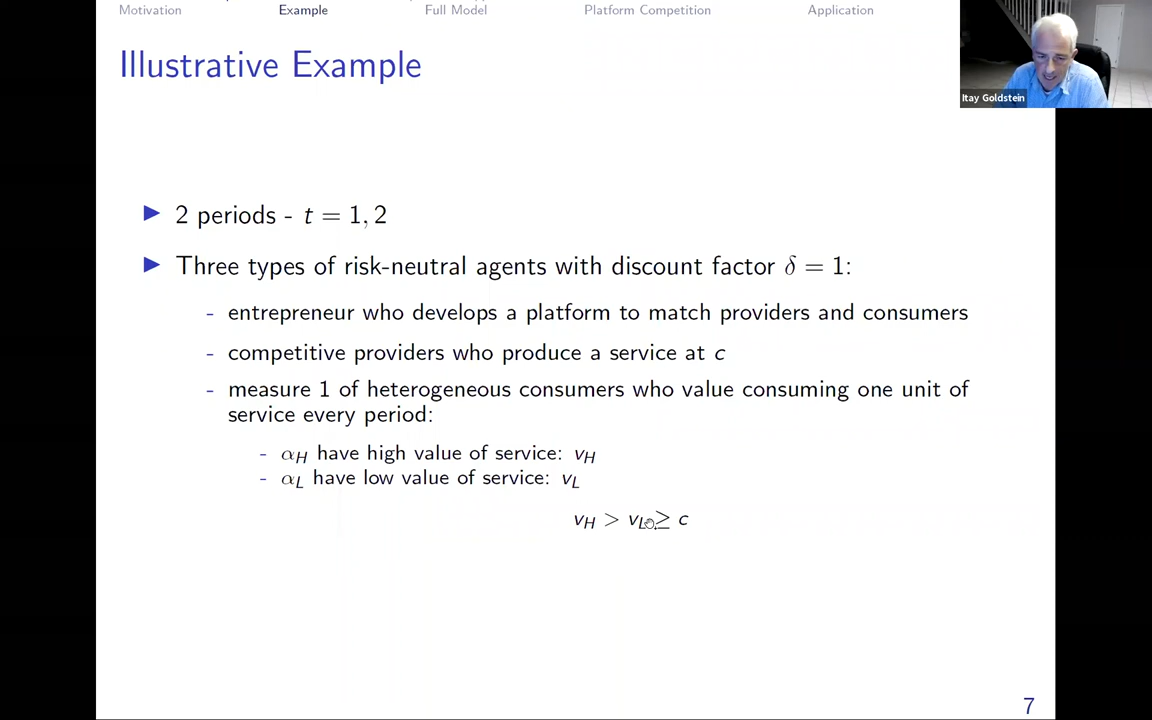 Motivation Example Full Model Platform Competition Application
Illustrative Example
Itay Goldstein
▶ 2 periods - t = 1, 2
▶ Three types of risk-neutral agents with discount factor δ = 1:
- entrepreneur who develops a platform to match providers and consumers
- competitive providers who produce a service at c
- measure 1 of heterogeneous consumers who value consuming one unit of
service every period:
- α_H have high value of service: v_H
- α_L have low value of service: v_L
v_H > v_L ≥ c
7